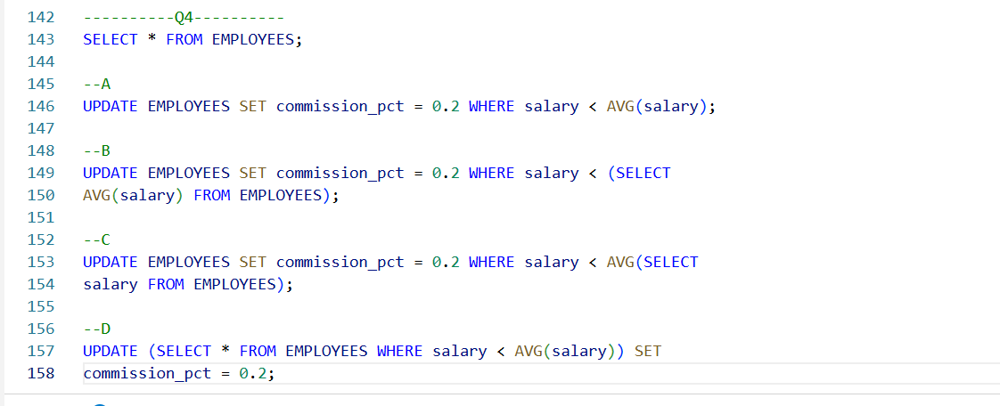 142 ----------Q4----------
143 SELECT * FROM EMPLOYEES;
144
145 --A
146 UPDATE EMPLOYEES SET commission_pct = 0.2 WHERE salary < AVG(salary);
147
148 --B
149 UPDATE EMPLOYEES SET commission_pct = 0.2 WHERE salary < (SELECT
150 AVG(salary) FROM EMPLOYEES);
151
152 --C
153 UPDATE EMPLOYEES SET commission_pct = 0.2 WHERE salary < AVG(SELECT
154 salary FROM EMPLOYEES);
155
156 --D
157 UPDATE (SELECT * FROM EMPLOYEES WHERE salary < AVG(salary)) SET
158 commission_pct = 0.2;